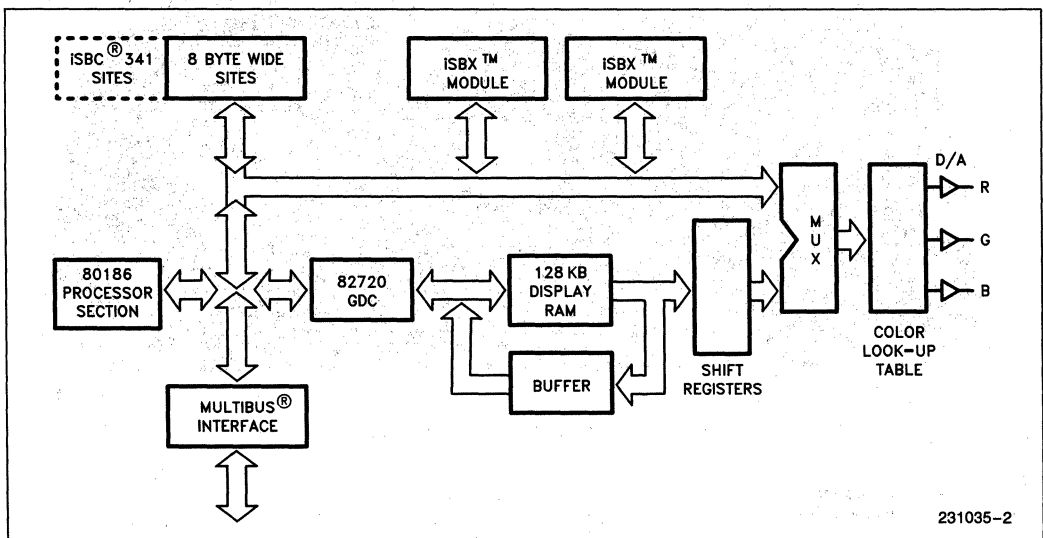 iSBC® 341
SITES
8 BYTE WIDE
SITES
iSBX™
MODULE
iSBX™
MODULE
80186
PROCESSOR
SECTION
82720
GDC
128 KB
DISPLAY
RAM
BUFFER
SHIFT
REGISTERS
MUX
COLOR
LOOK-UP
TABLE
D/A
R
G
B
MULTIBUS®
INTERFACE
231035-2